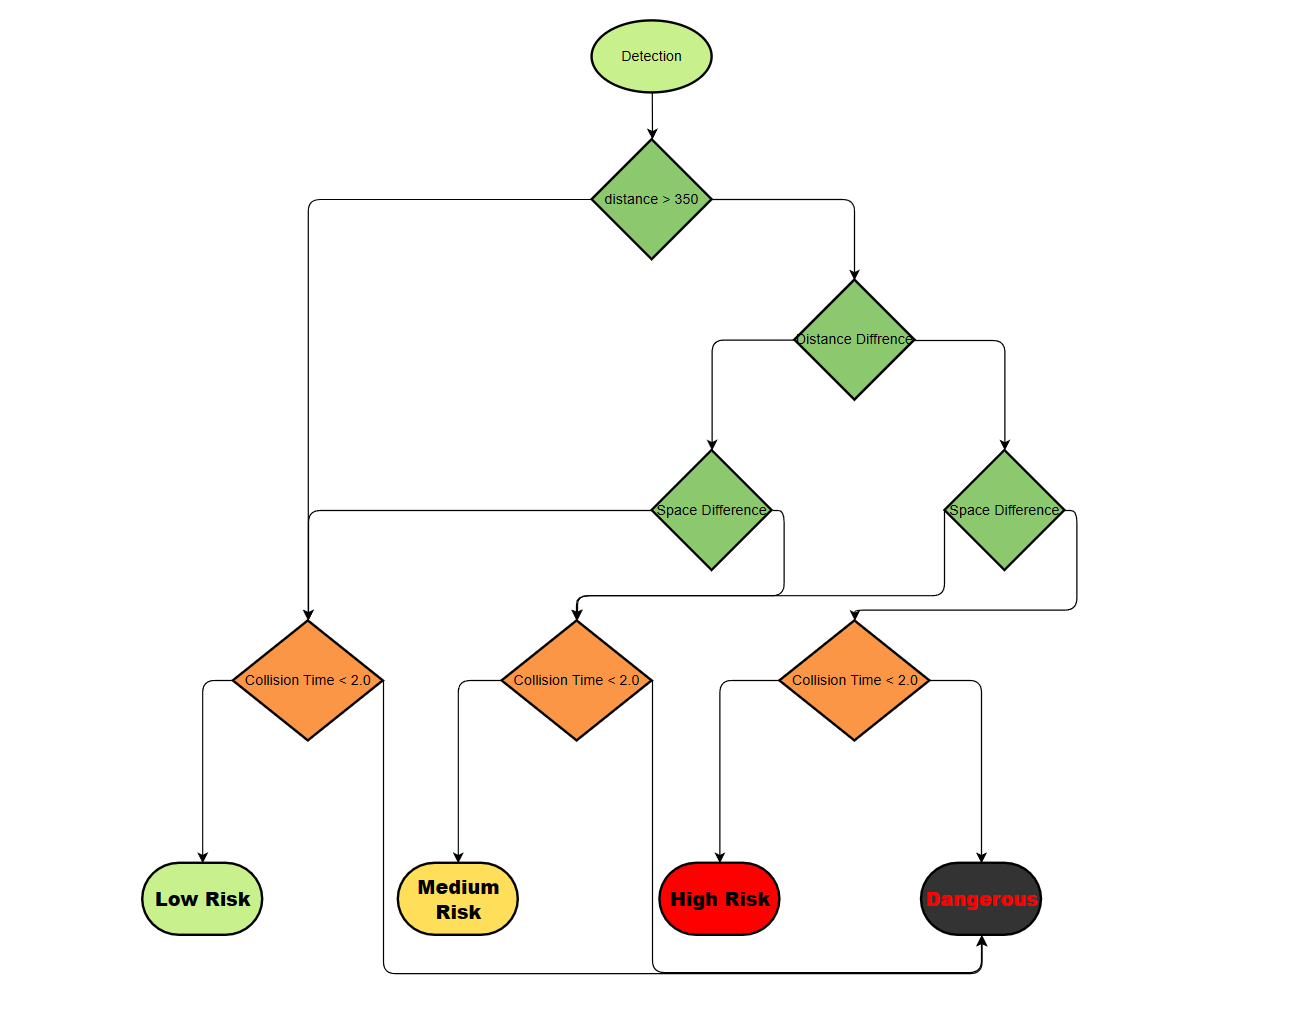 Detection
distance > 350
Distance Diffrence
Space Difference
Space Difference
Collision Time < 2.0
Collision Time < 2.0
Collision Time < 2.0
Low Risk
Medium
Risk
High Risk
Dangerous